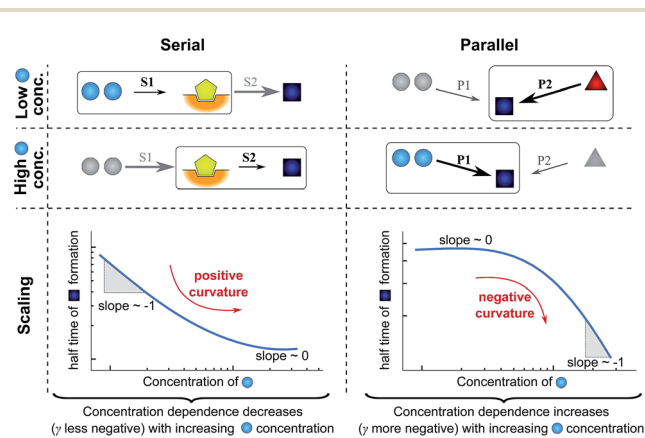 Serial
Parallel
Low
conc.
S1
S2
P1
P2
High
conc.
S1
S2
P1
P2
Scaling
half time of formation
positive
curvature
slope ~ -1
slope ~ 0
Concentration of
half time of formation
slope ~ 0
negative
curvature
slope ~ -1
Concentration of
Concentration dependence decreases
(γ less negative) with increasing concentration
Concentration dependence increases
(γ more negative) with increasing concentration